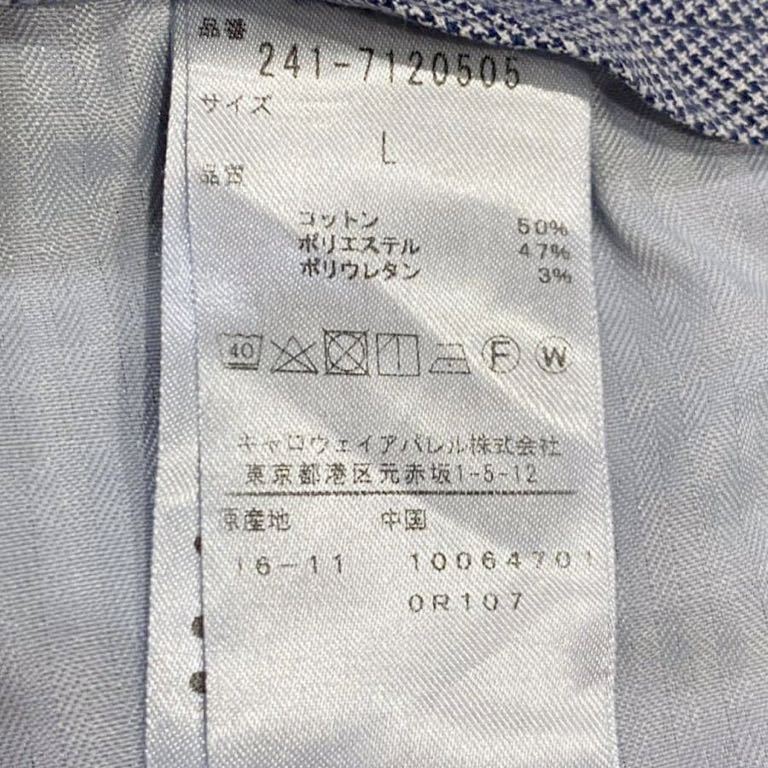 品番
241-7120505
サイズ
L
品質
コットン 50%
ポリエステル 47%
ポリウレタン 3%
40 F W
キャロウェイアパレル株式会社
東京都港区元赤坂1-5-12
原産地 中国
16-11 10064701
0R107